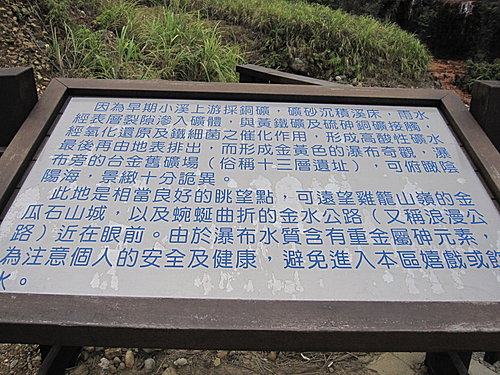 因為早期小溪上游採銅礦，礦砂沉積溪床，雨水
經表層裂隙滲入礦體，與黃鐵礦及硫砷銅礦接觸，
經氧化還原及鐵細菌之催化作用，形成高酸性礦水
最後再由地表排出，而形成金黃色的瀑布奇觀，瀑
布旁的台金舊礦場（俗稱十三層遺址），可俯瞰陰
陽海，景緻十分詭異。
此地是相當良好的眺望點，可遠望雞籠山嶺的金
瓜石山城，以及蜿蜒曲折的金水公路（又稱浪漫公
路）近在眼前。由於瀑布水質含有重金屬砷元素，
為注意個人的安全及健康，避免進入本區嬉戲或飲
水。